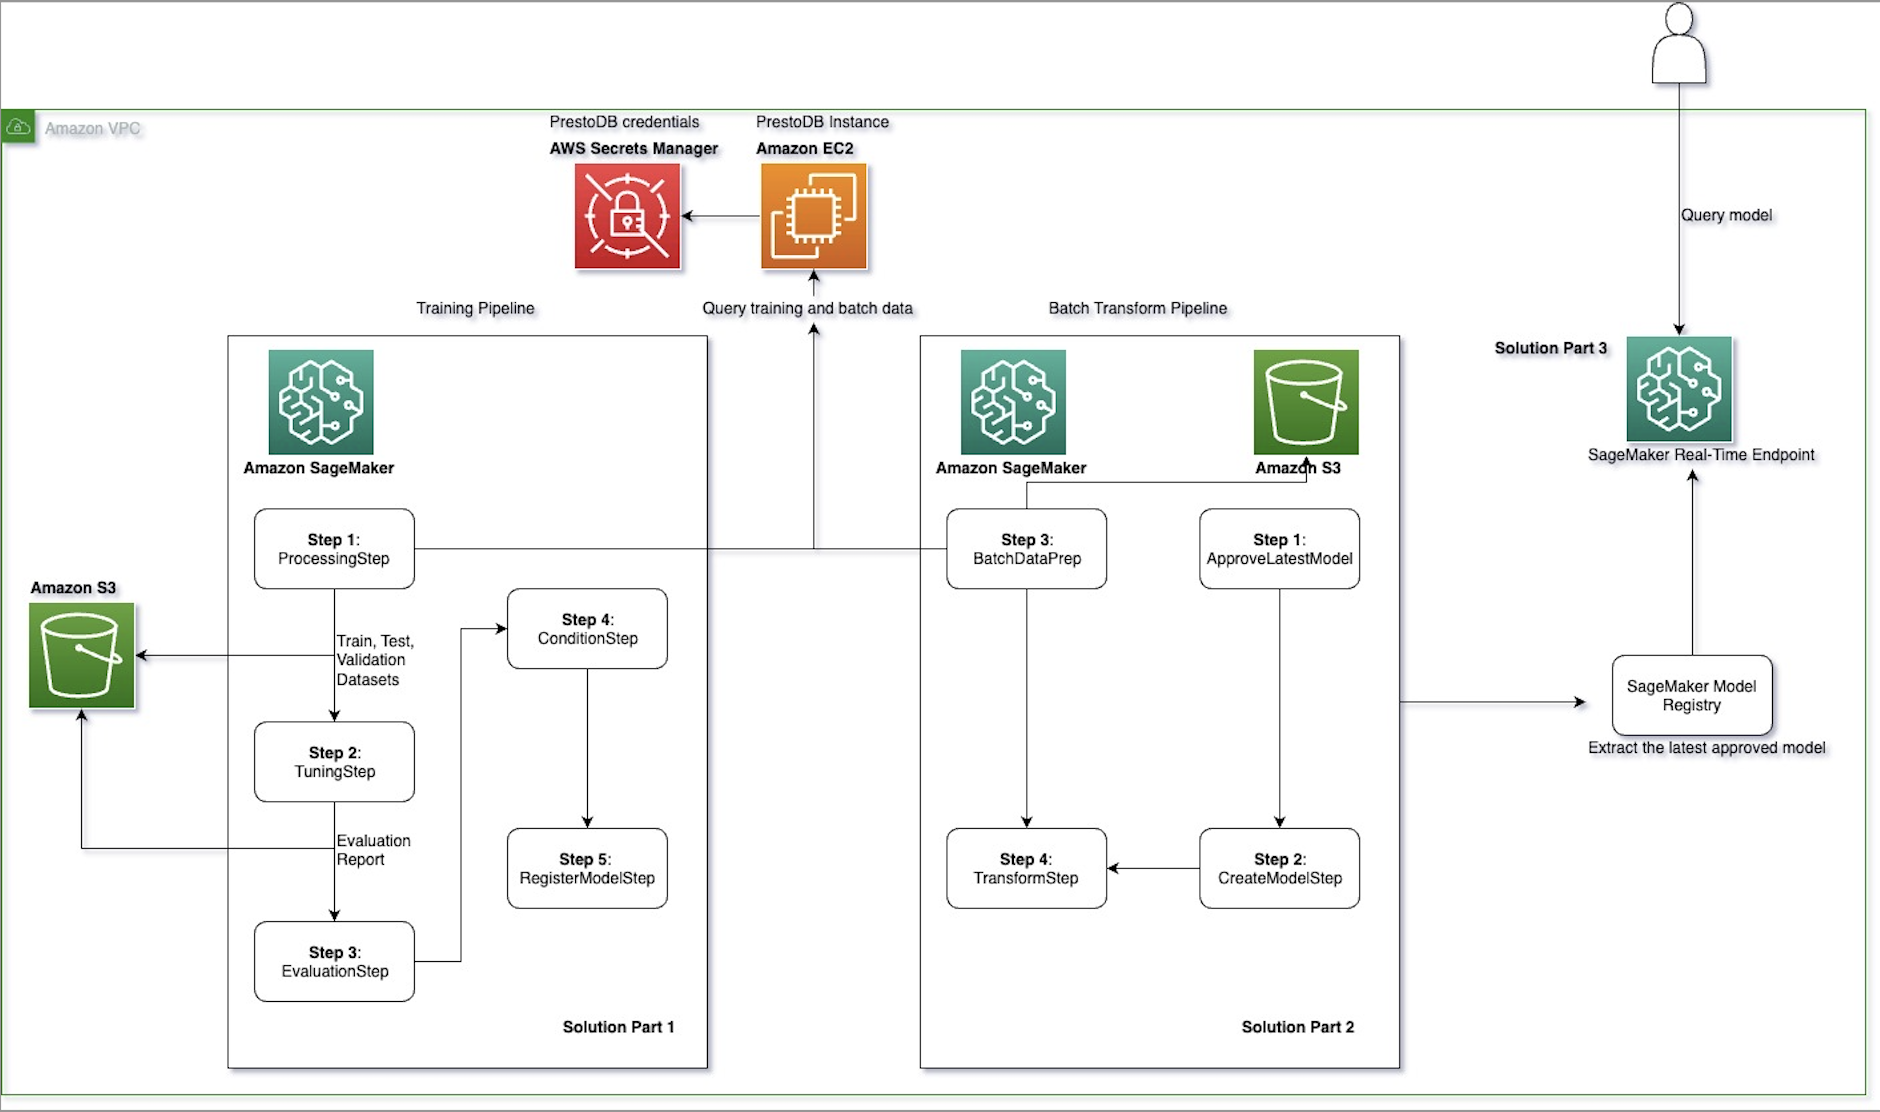 Amazon VPC
PrestoDB credentials
AWS Secrets Manager
PrestoDB Instance
Amazon EC2
Query model
Training Pipeline
Query training and batch data
Batch Transform Pipeline
Solution Part 3
SageMaker Real-Time Endpoint
Amazon SageMaker
Amazon SageMaker
Amazon S3
Step 1:
ProcessingStep
Step 3:
BatchDataPrep
Step 1:
ApproveLatestModel
Amazon S3
Step 4:
ConditionStep
Train, Test,
Validation
Datasets
SageMaker Model
Registry
Extract the latest approved model
Step 2:
TuningStep
Evaluation
Report
Step 5:
RegisterModelStep
Step 4:
TransformStep
Step 2:
CreateModelStep
Step 3:
EvaluationStep
Solution Part 1
Solution Part 2